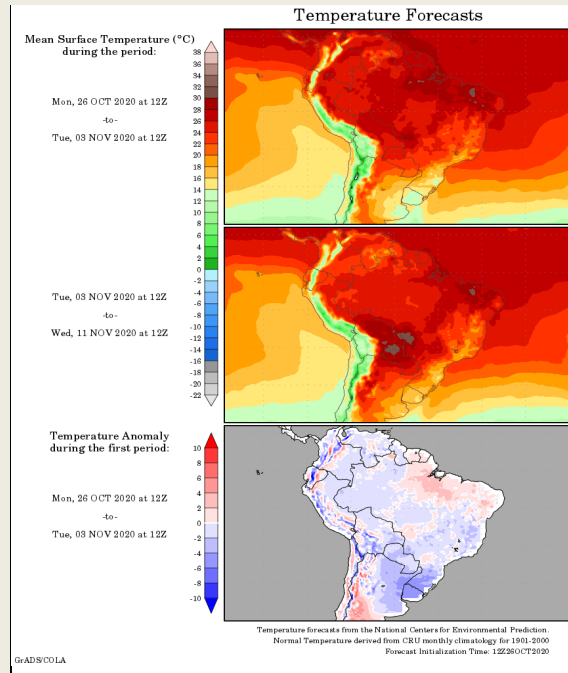 Temperature Forecasts
Mean Surface Temperature (°C)
during the period:
Mon, 26 OCT 2020 at 12Z
-to-
Tue, 03 NOV 2020 at 12Z
38
36
34
32
30
28
26
24
22
20
18
16
14
12
10
8
6
4
2
0
-2
-4
-6
-8
-10
-12
-14
-16
-18
-20
-22
Tue, 03 NOV 2020 at 12Z
-to-
Wed, 11 NOV 2020 at 12Z
Temperature Anomaly
during the first period:
Mon, 26 OCT 2020 at 12Z
-to-
Tue, 03 NOV 2020 at 12Z
10
8
6
4
2
0
-2
-4
-6
-8
-10
Temperature forecasts from the National Centers for Environmental Prediction.
Normal Temperature derived from CRU monthly climatology for 1901-2000
Forecast Initialization Time: 12Z26OCT2020
GrADS/COLA